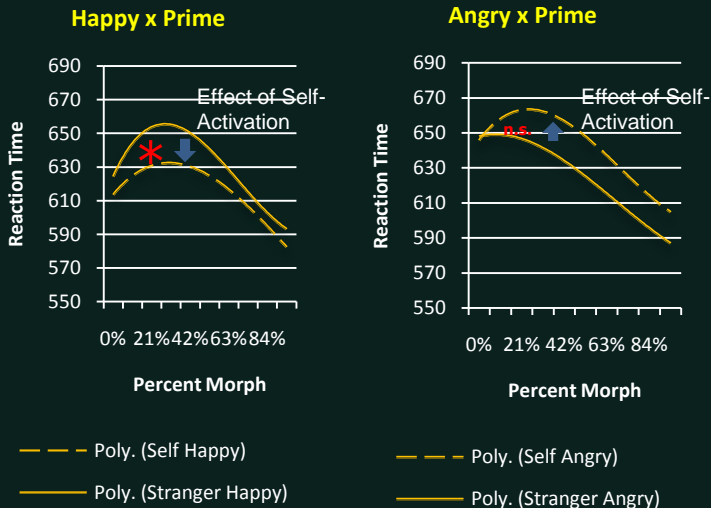 Happy x Prime
690
670
650
630
610
590
570
550
Reaction Time
Effect of Self-
Activation
*
0% 21% 42% 63% 84%
Percent Morph
Poly. (Self Happy)
Poly. (Stranger Happy)
Angry x Prime
690
670
650
630
610
590
570
550
Reaction Time
Effect of Self-
Activation
n.s.
0% 21% 42% 63% 84%
Percent Morph
Poly. (Self Angry)
Poly. (Stranger Angry)